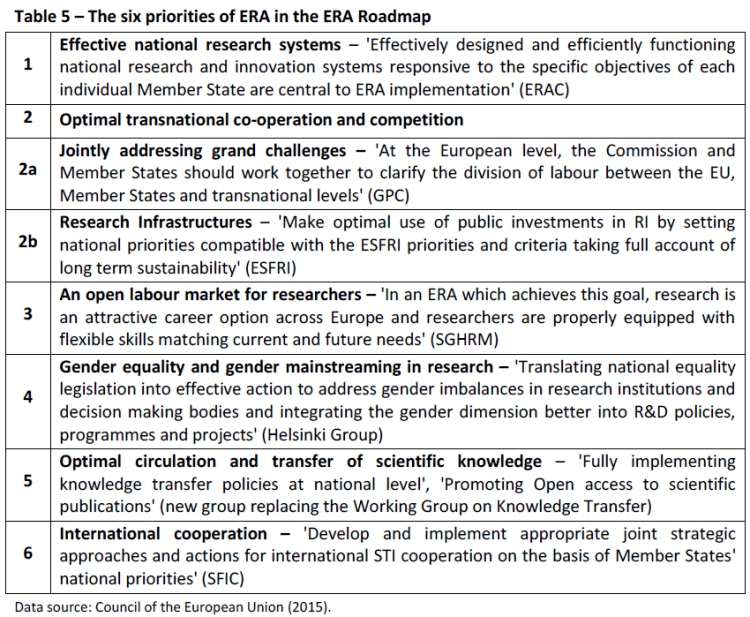 Table 5 – The six priorities of ERA in the ERA Roadmap
1
Effective national research systems – 'Effectively designed and efficiently functioning
national research and innovation systems responsive to the specific objectives of each
individual Member State are central to ERA implementation' (ERAC)
2
Optimal transnational co-operation and competition
2a
Jointly addressing grand challenges – 'At the European level, the Commission and
Member States should work together to clarify the division of labour between the EU,
Member States and transnational levels' (GPC)
2b
Research Infrastructures – 'Make optimal use of public investments in RI by setting
national priorities compatible with the ESFRI priorities and criteria taking full account of
long term sustainability' (ESFRI)
3
An open labour market for researchers – 'In an ERA which achieves this goal, research is
an attractive career option across Europe and researchers are properly equipped with
flexible skills matching current and future needs' (SGHRM)
4
Gender equality and gender mainstreaming in research – 'Translating national equality
legislation into effective action to address gender imbalances in research institutions and
decision making bodies and integrating the gender dimension better into R&D policies,
programmes and projects' (Helsinki Group)
5
Optimal circulation and transfer of scientific knowledge – 'Fully implementing
knowledge transfer policies at national level', 'Promoting Open access to scientific
publications' (new group replacing the Working Group on Knowledge Transfer)
6
International cooperation – 'Develop and implement appropriate joint strategic
approaches and actions for international STI cooperation on the basis of Member States'
national priorities' (SFIC)
Data source: Council of the European Union (2015).